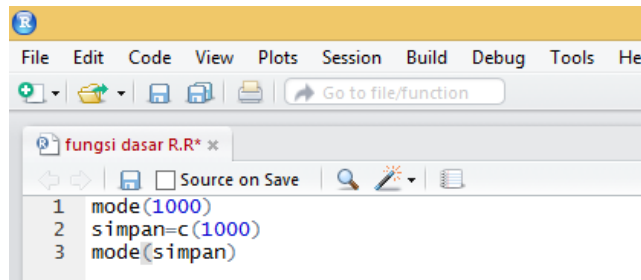 R
File Edit Code View Plots Session Build Debug Tools He
Go to file/function
fungsi dasar R.R*
Source on Save
1 mode(1000)
2 simpan=c(1000)
3 mode(simpan)